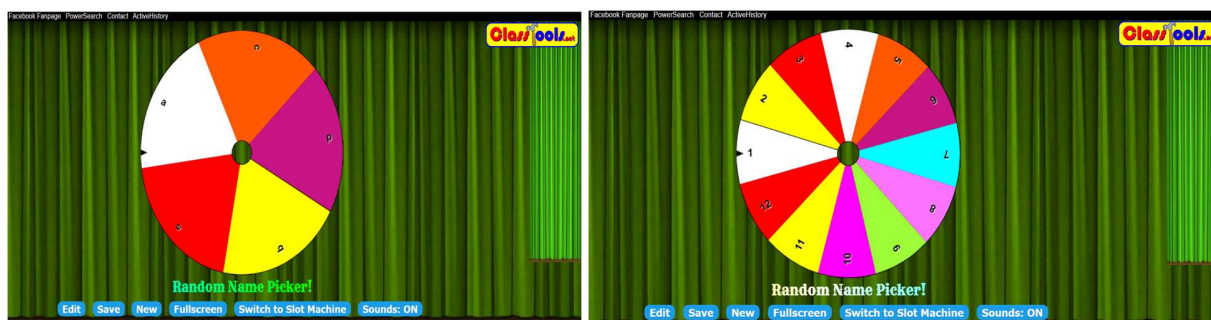 Facebook Fanpage PowerSearch Contact ActiveHistory
ClassTools.net
a
Random Name Picker!
Edit Save New Fullscreen Switch to Slot Machine Sounds: ON
Facebook Fanpage PowerSearch Contact ActiveHistory
ClassTools.n
1
2
3
4
5
6
7
8
9
10
11
12
Random Name Picker!
Edit Save New Fullscreen Switch to Slot Machine Sounds: ON